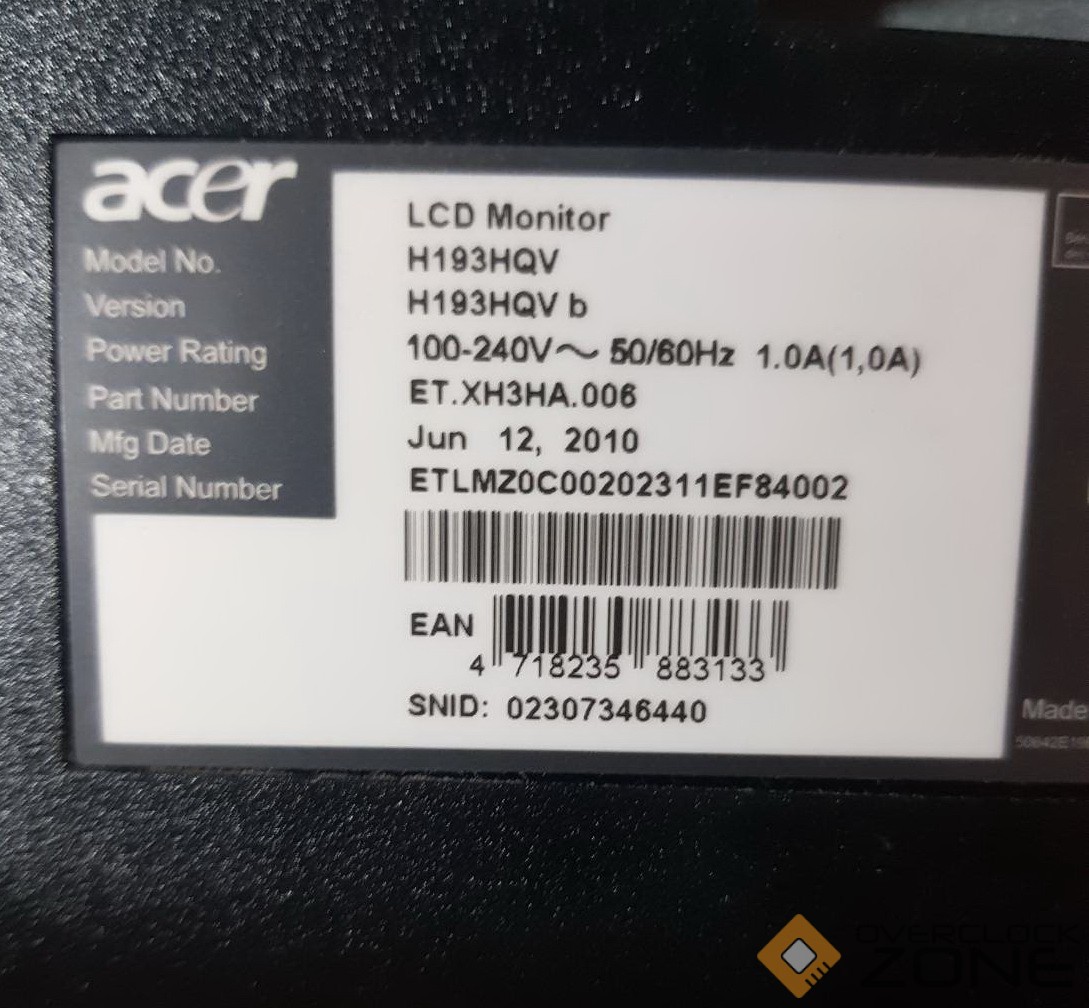 acer
LCD Monitor
Model No. H193HQV
Version H193HQV b
Power Rating 100-240V～ 50/60Hz 1.0A(1,0A)
Part Number ET.XH3HA.006
Mfg Date Jun 12, 2010
Serial Number ETLMZ0C00202311EF84002
EAN
4 718235 883133
SNID: 02307346440
Made
OVERCLOCK
ZONE